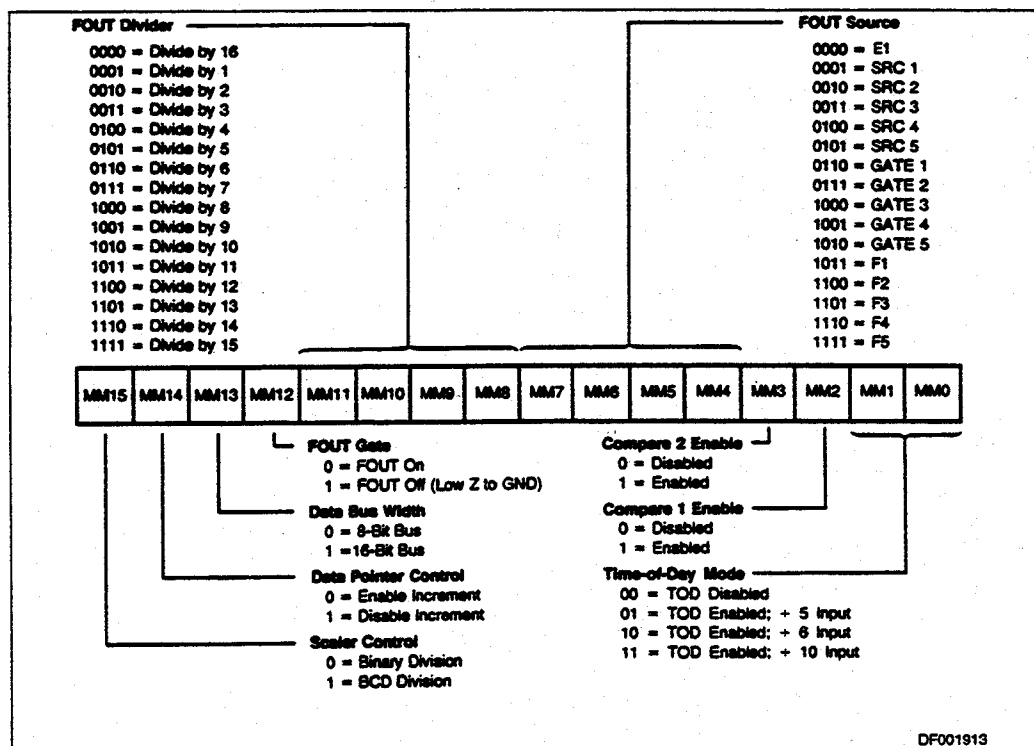 FOUT Divider
0000 = Divide by 16
0001 = Divide by 1
0010 = Divide by 2
0011 = Divide by 3
0100 = Divide by 4
0101 = Divide by 5
0110 = Divide by 6
0111 = Divide by 7
1000 = Divide by 8
1001 = Divide by 9
1010 = Divide by 10
1011 = Divide by 11
1100 = Divide by 12
1101 = Divide by 13
1110 = Divide by 14
1111 = Divide by 15
FOUT Source
0000 = E1
0001 = SRC 1
0010 = SRC 2
0011 = SRC 3
0100 = SRC 4
0101 = SRC 5
0110 = GATE 1
0111 = GATE 2
1000 = GATE 3
1001 = GATE 4
1010 = GATE 5
1011 = F1
1100 = F2
1101 = F3
1110 = F4
1111 = F5
MM15 MM14 MM13 MM12 MM11 MM10 MM9 MM8 MM7 MM6 MM5 MM4 MM3 MM2 MM1 MM0
FOUT Gate
0 = FOUT On
1 = FOUT Off (Low Z to GND)
Data Bus Width
0 = 8-Bit Bus
1 =16-Bit Bus
Data Pointer Control
0 = Enable Increment
1 = Disable Increment
Scaler Control
0 = Binary Division
1 = BCD Division
Compare 2 Enable
0 = Disabled
1 = Enabled
Compare 1 Enable
0 = Disabled
1 = Enabled
Time-of-Day Mode
00 = TOD Disabled
01 = TOD Enabled; ÷ 5 Input
10 = TOD Enabled; ÷ 6 Input
11 = TOD Enabled; ÷ 10 Input
DF001913